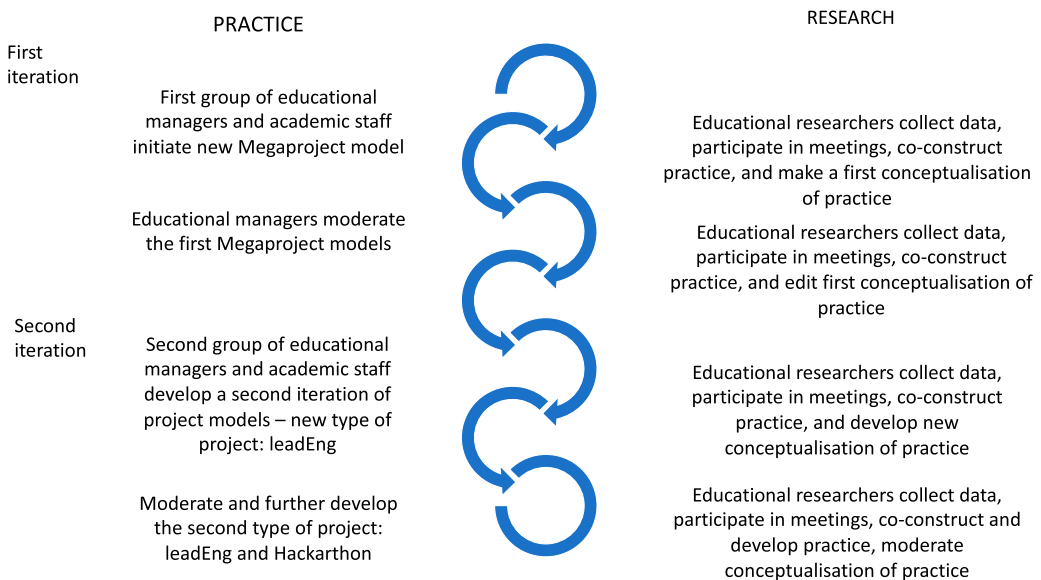 PRACTICE
RESEARCH
First
iteration
First group of educational
managers and academic staff
initiate new Megaproject model
Educational researchers collect data,
participate in meetings, co-construct
practice, and make a first conceptualisation
of practice
Educational managers moderate
the first Megaproject models
Educational researchers collect data,
participate in meetings, co-construct
practice, and edit first conceptualisation of
practice
Second
iteration
Second group of educational
managers and academic staff
develop a second iteration of
project models – new type of
project: leadEng
Educational researchers collect data,
participate in meetings, co-construct
practice, and develop new
conceptualisation of practice
Moderate and further develop
the second type of project:
leadEng and Hackarthon
Educational researchers collect data,
participate in meetings, co-construct and
develop practice, moderate
conceptualisation of practice